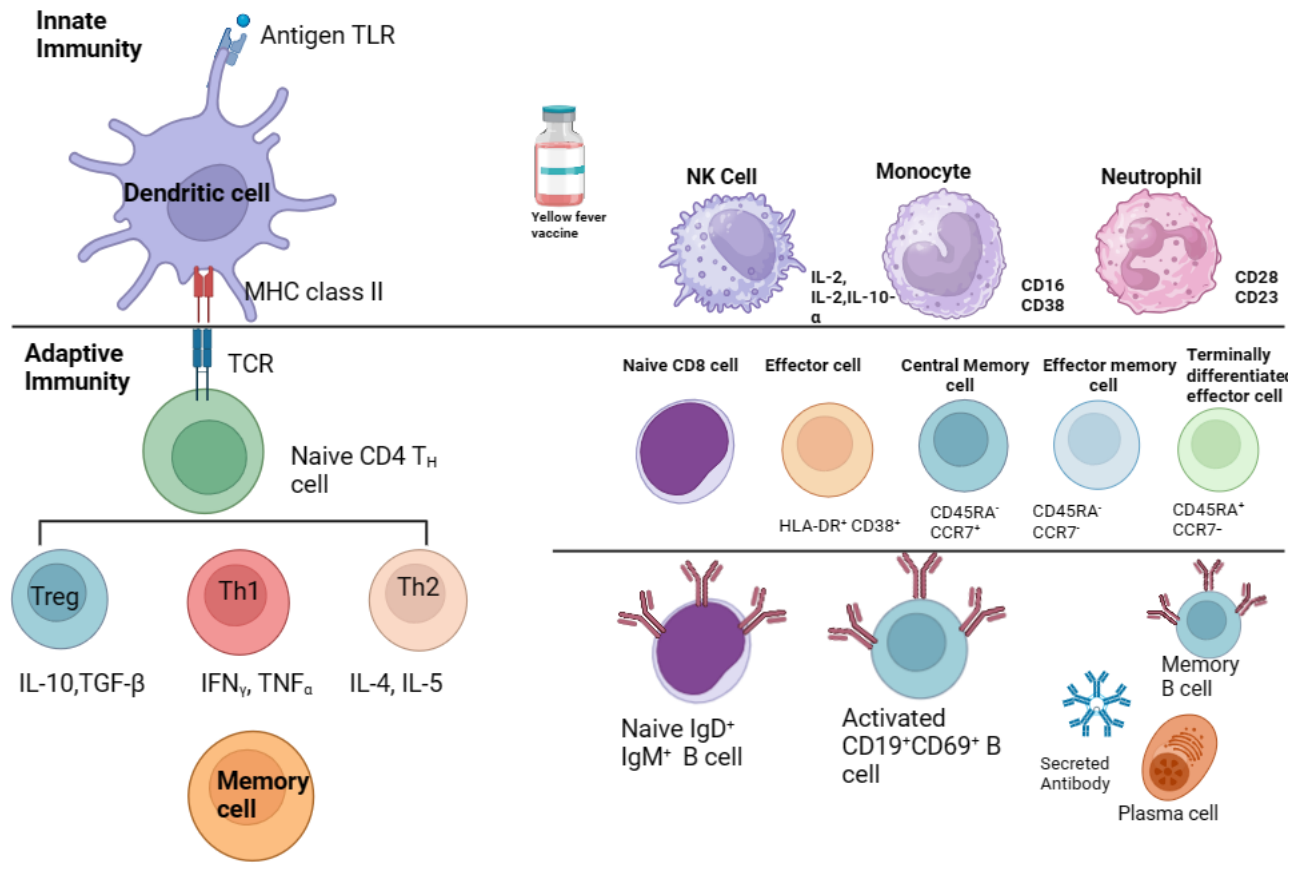 Innate
Immunity
Antigen TLR
Dendritic cell
MHC class II
Yellow fever
vaccine
NK Cell
IL-2,
IL-2,IL-10-
α
Monocyte
CD16
CD38
Neutrophil
CD28
CD23
Adaptive
Immunity
TCR
Naive CD4 T_H
cell
Treg
Th1
Th2
IL-10,TGF-β
IFNᵧ, TNFα
IL-4, IL-5
Memory
cell
Naive CD8 cell
Effector cell
HLA-DR⁺ CD38⁺
Central Memory
cell
CD45RA⁻
CCR7⁺
Effector memory
cell
CD45RA⁻
CCR7⁻
Terminally
differentiated
effector cell
CD45RA⁺
CCR7–
Naive IgD⁺
IgM⁺ B cell
Activated
CD19⁺CD69⁺ B
cell
Memory
B cell
Secreted
Antibody
Plasma cell